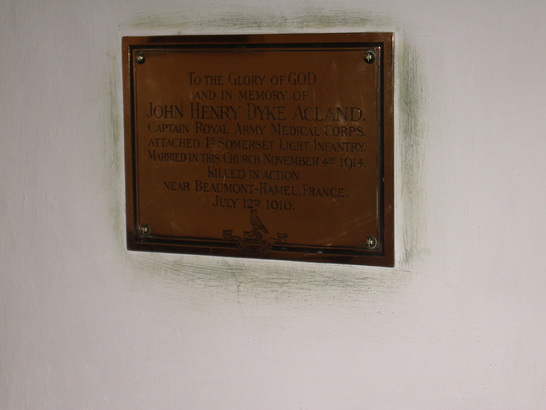 TO THE GLORY OF GOD
AND IN MEMORY OF
JOHN HENRY DYKE ACLAND.
CAPTAIN ROYAL ARMY MEDICAL CORPS.
ATTACHED 1ST SOMERSET LIGHT INFANTRY.
MARRIED IN THIS CHURCH NOVEMBER 4TH 1914.
KILLED IN ACTION
NEAR BEAUMONT-HAMEL, FRANCE.
JULY 12TH 1916.